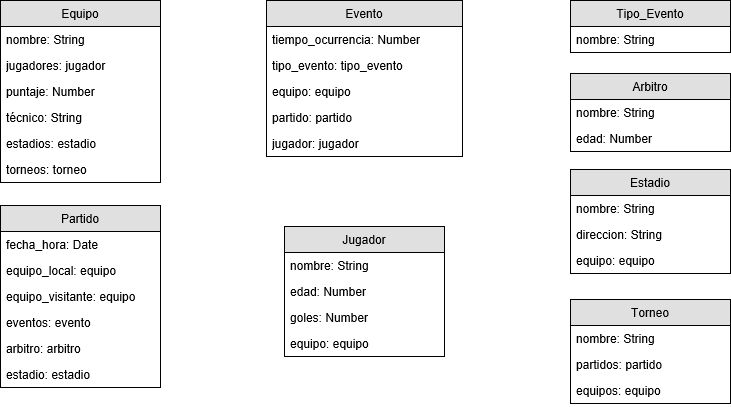 Equipo
nombre: String
jugadores: jugador
puntaje: Number
técnico: String
estadios: estadio
torneos: torneo
Evento
tiempo_ocurrencia: Number
tipo_evento: tipo_evento
equipo: equipo
partido: partido
jugador: jugador
Tipo_Evento
nombre: String
Arbitro
nombre: String
edad: Number
Estadio
nombre: String
direccion: String
equipo: equipo
Partido
fecha_hora: Date
equipo_local: equipo
equipo_visitante: equipo
eventos: evento
arbitro: arbitro
estadio: estadio
Jugador
nombre: String
edad: Number
goles: Number
equipo: equipo
Torneo
nombre: String
partidos: partido
equipos: equipo